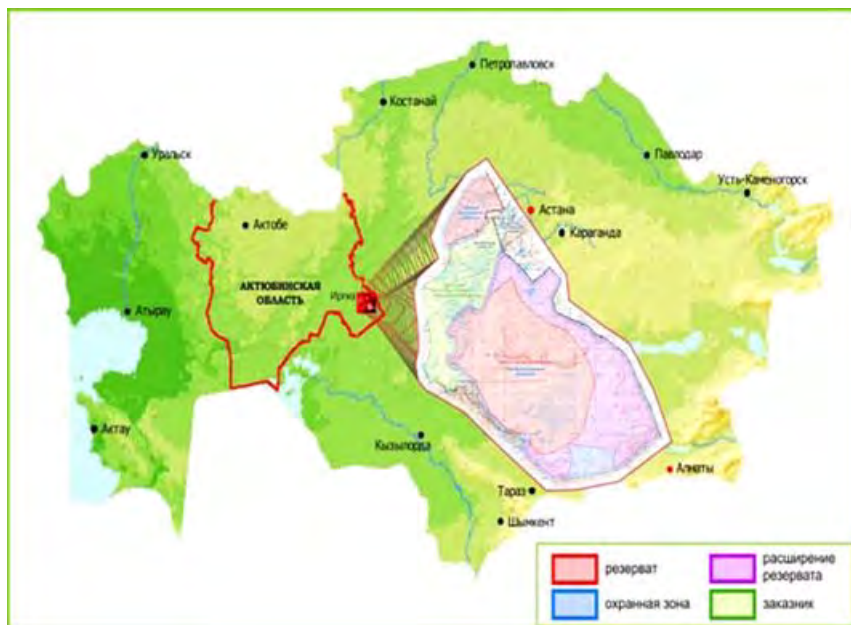 Петропавловск
Костанай
Уральск
Павлодар
Усть-Каменогорск
Астана
Актобе
Караганда
АКТЮБИНСКАЯ
ОБЛАСТЬ
Иргиз
Атырау
Актау
Кызылорда
Алматы
Тараз
Шымкент
резерват
расширение
резервата
охранная зона
заказник